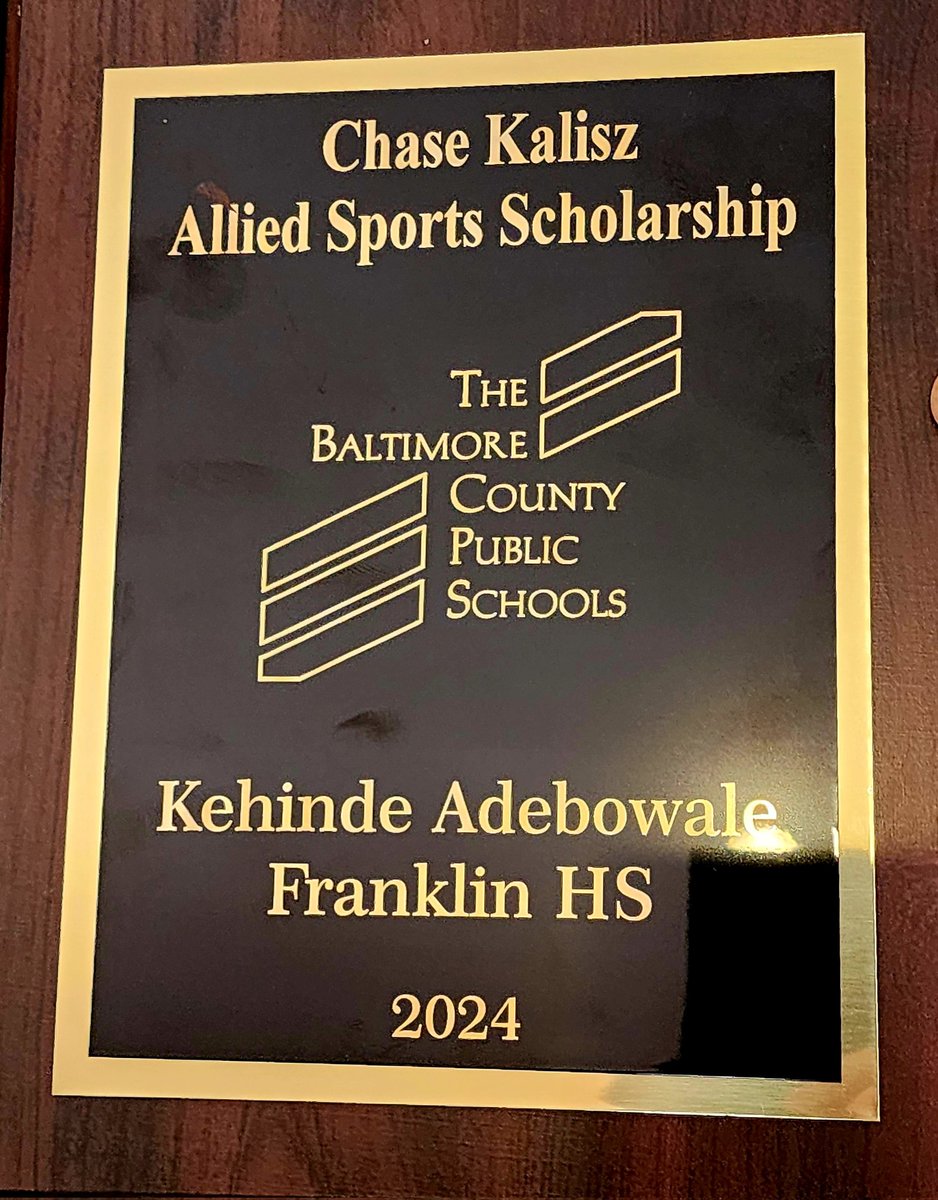 Chase Kalisz
Allied Sports Scholarship
THE
BALTIMORE
COUNTY
PUBLIC
SCHOOLS
Kehinde Adebowale
Franklin HS
2024